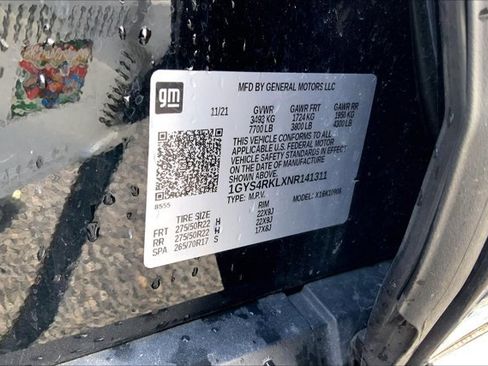 gm
MFD BY GENERAL MOTORS LLC
11/21 GVWR GAWR FRT GAWR RR
3492 KG 1724 KG 1950 KG
7700 LB 3800 LB 4300 LB
THIS VEHICLE CONFORMS TO ALL
APPLICABLE U.S. FEDERAL MOTOR
VEHICLE SAFETY STANDARDS IN EFFECT
ON THE DATE OF MANUFACTURE
SHOWN ABOVE.
1GYS4RKLXNR141311
TYPE: M.P.V. MODEL:
BSS5
TIRE SIZE RIM
FRT 275/50R22 H 22X9J
RR 275/50R22 H 22X9J
SPA 265/70R17 S 17X8J